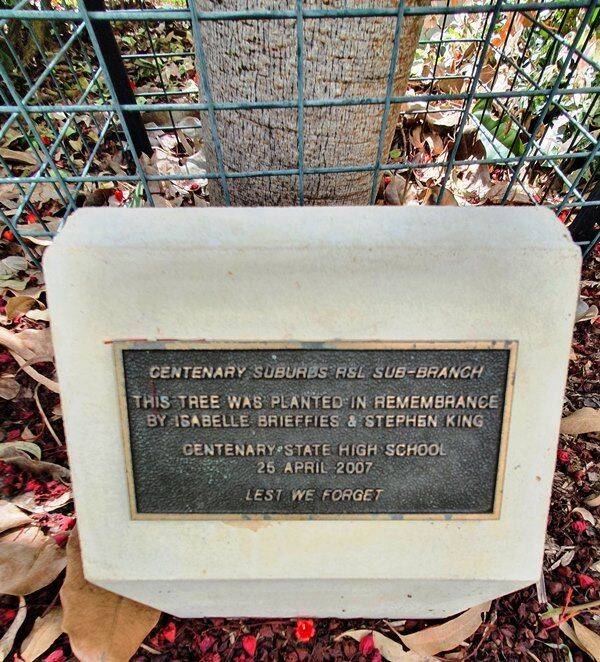 CENTENARY SUBURBS RSL SUB-BRANCH
THIS TREE WAS PLANTED IN REMEMBRANCE
BY ISABELLE BRIEFFIES & STEPHEN KING
CENTENARY STATE HIGH SCHOOL
25 APRIL 2007
LEST WE FORGET